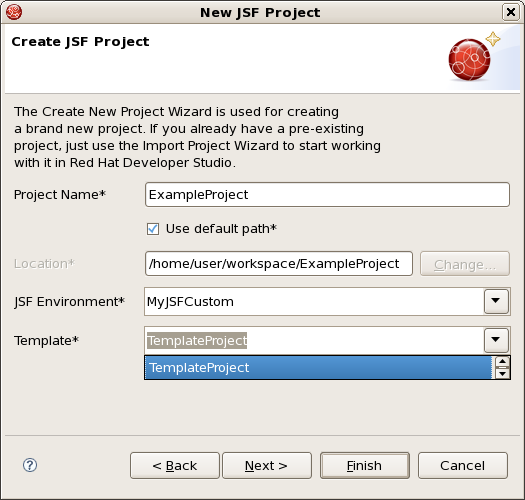 New JSF Project
Create JSF Project
The Create New Project Wizard is used for creating
a brand new project. If you already have a pre-existing
project, just use the Import Project Wizard to start working
with it in Red Hat Developer Studio.
Project Name* ExampleProject
Use default path*
Location* /home/user/workspace/ExampleProject Change...
JSF Environment* MyJSFCustom
Template* TemplateProject
TemplateProject
? < Back Next > Finish Cancel